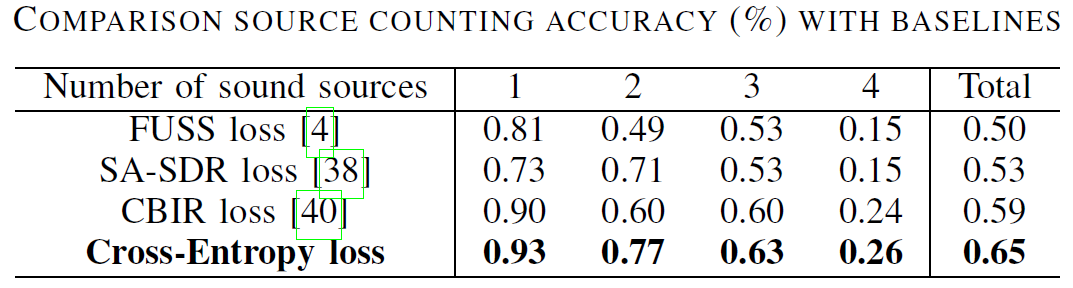 COMPARISON SOURCE COUNTING ACCURACY (%) WITH BASELINES
Number of sound sources 1 2 3 4 Total
FUSS loss [4] 0.81 0.49 0.53 0.15 0.50
SA-SDR loss [38] 0.73 0.71 0.53 0.15 0.53
CBIR loss [40] 0.90 0.60 0.60 0.24 0.59
Cross-Entropy loss 0.93 0.77 0.63 0.26 0.65